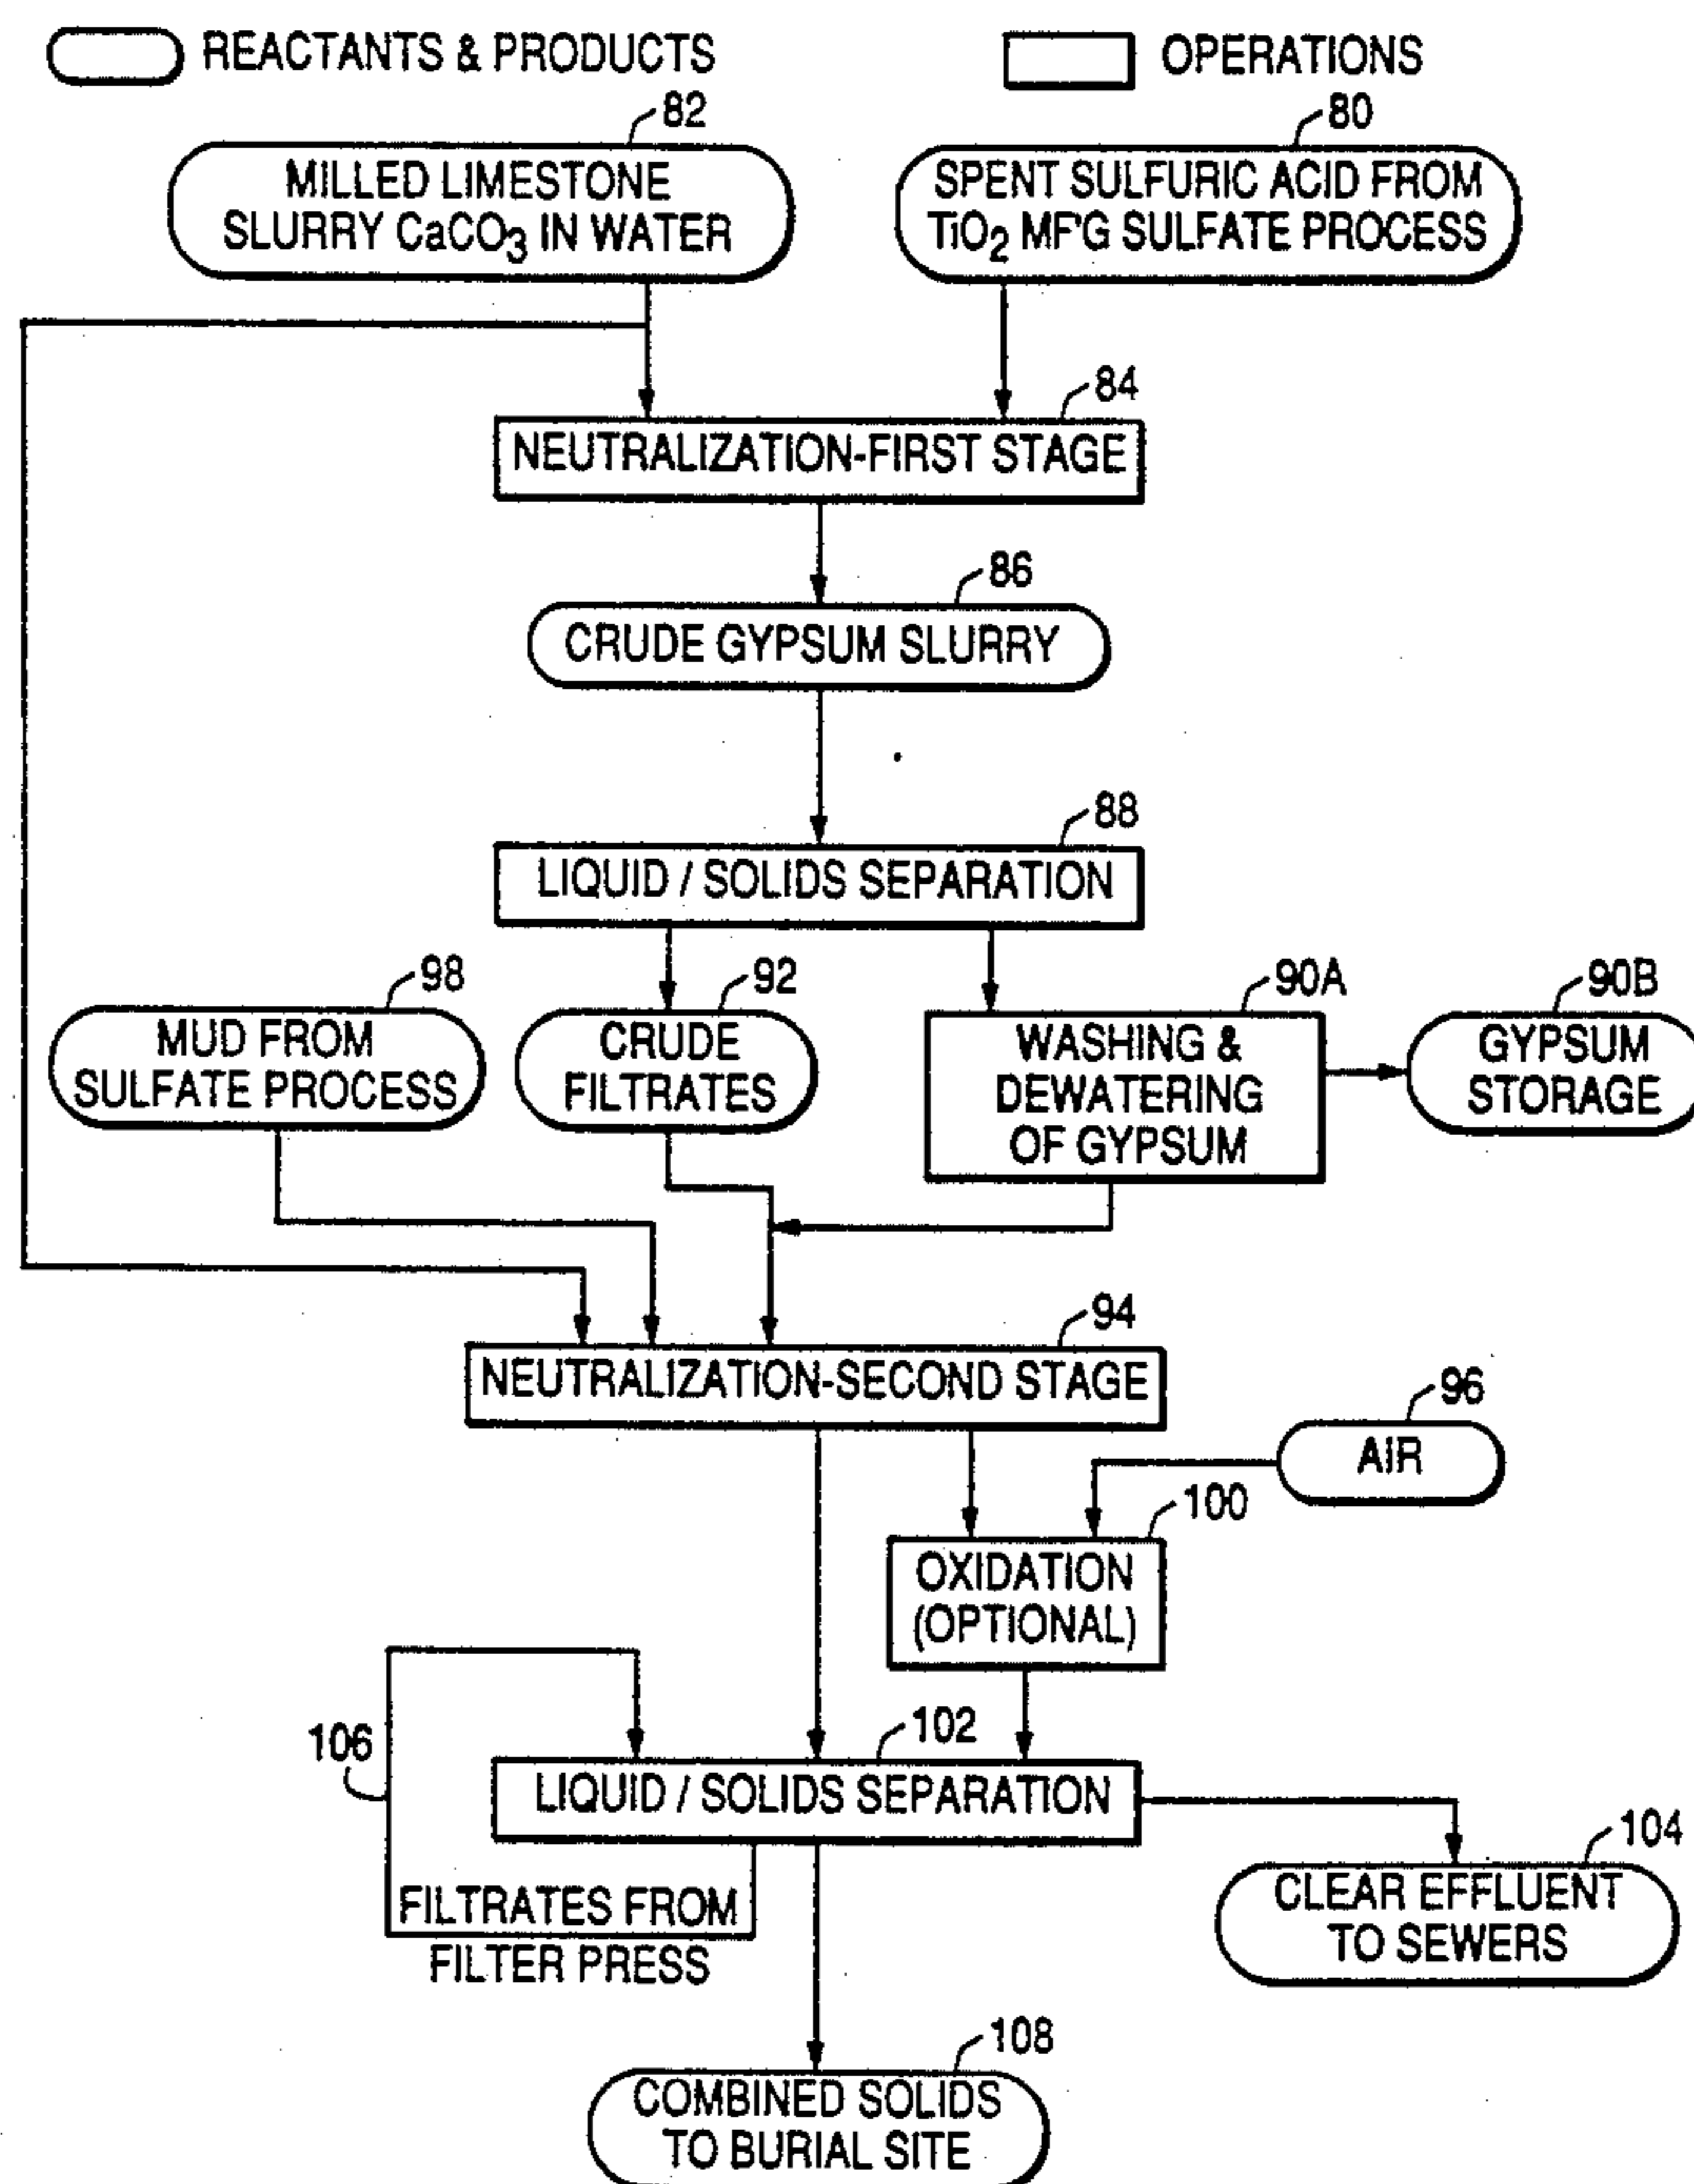 REACTANTS & PRODUCTS
OPERATIONS
82
80
MILLED LIMESTONE
SLURRY CaCO3 IN WATER
SPENT SULFURIC ACID FROM
TiO2 MF'G SULFATE PROCESS
84
NEUTRALIZATION-FIRST STAGE
86
CRUDE GYPSUM SLURRY
88
LIQUID / SOLIDS SEPARATION
98
92
90A
90B
MUD FROM
SULFATE PROCESS
CRUDE
FILTRATES
WASHING &
DEWATERING
OF GYPSUM
GYPSUM
STORAGE
94
NEUTRALIZATION-SECOND STAGE
96
AIR
100
OXIDATION
(OPTIONAL)
106
102
LIQUID / SOLIDS SEPARATION
104
CLEAR EFFLUENT
TO SEWERS
FILTRATES FROM
FILTER PRESS
108
COMBINED SOLIDS
TO BURIAL SITE